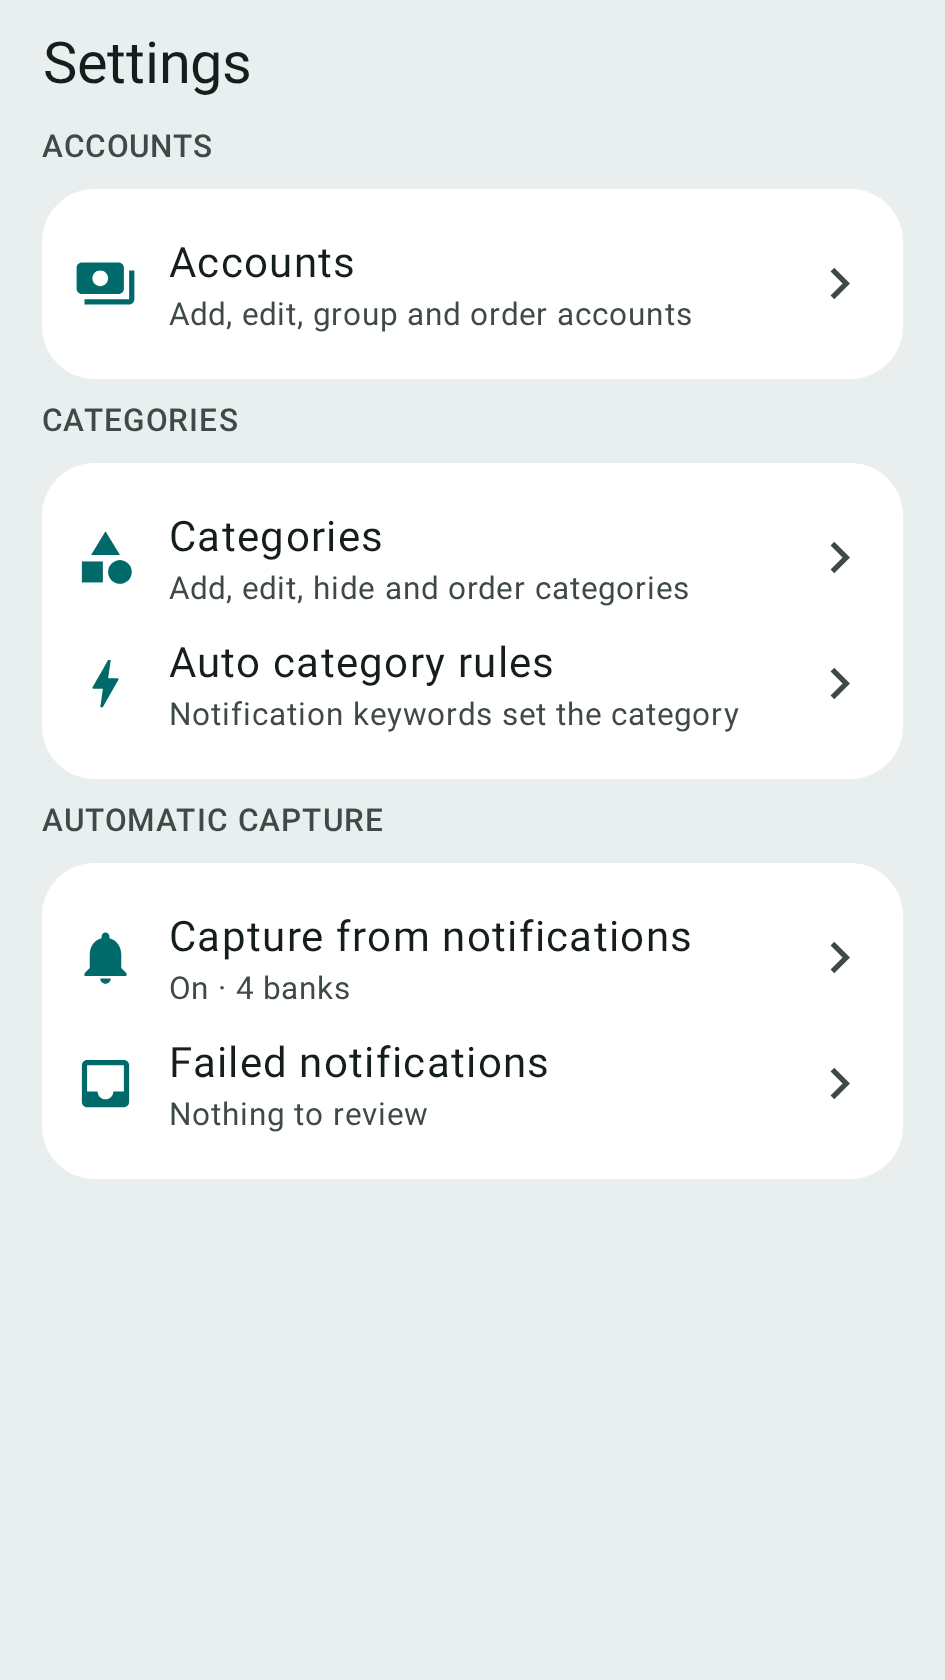 Settings
ACCOUNTS
Accounts
Add, edit, group and order accounts
CATEGORIES
Categories
Add, edit, hide and order categories
Auto category rules
Notification keywords set the category
AUTOMATIC CAPTURE
Capture from notifications
On · 4 banks
Failed notifications
Nothing to review